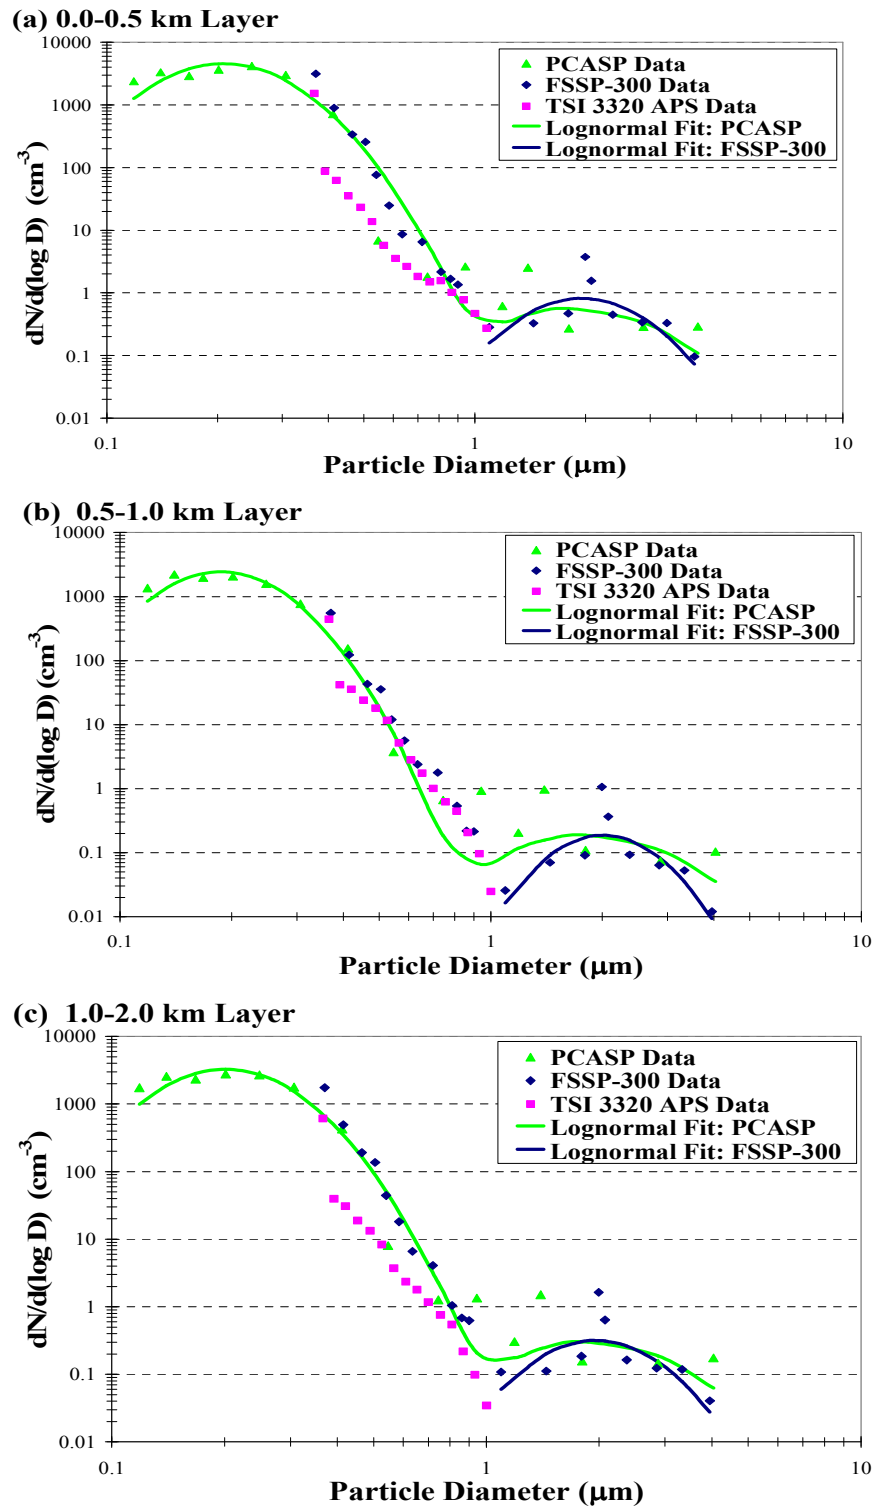 (a) 0.0-0.5 km Layer
10000
1000
100
10
1
0.1
0.01
dN/d(log D) (cm-3)
PCASP Data
FSSP-300 Data
TSI 3320 APS Data
Lognormal Fit: PCASP
Lognormal Fit: FSSP-300
0.1 1 10
Particle Diameter (μm)
(b) 0.5-1.0 km Layer
10000
1000
100
10
1
0.1
0.01
dN/d(log D) (cm-3)
PCASP Data
FSSP-300 Data
TSI 3320 APS Data
Lognormal Fit: PCASP
Lognormal Fit: FSSP-300
0.1 1 10
Particle Diameter (μm)
(c) 1.0-2.0 km Layer
10000
1000
100
10
1
0.1
0.01
dN/d(log D) (cm-3)
PCASP Data
FSSP-300 Data
TSI 3320 APS Data
Lognormal Fit: PCASP
Lognormal Fit: FSSP-300
0.1 1 10
Particle Diameter (μm)